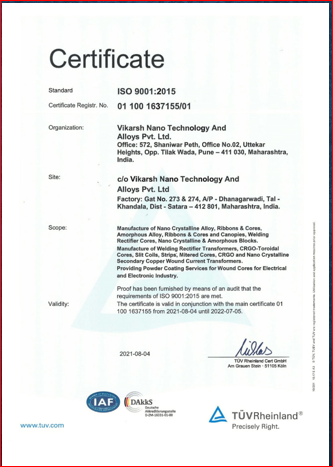 Certificate
Standard ISO 9001:2015
Certificate Registr. No. 01 100 1637155/01
Organization: Vikarsh Nano Technology And
Alloys Pvt. Ltd.
Office: 572, Shaniwar Peth, Office No.02, Uttekar
Heights, Opp. Tilak Wada, Pune – 411 030, Maharashtra,
India.
Site: c/o Vikarsh Nano Technology And
Alloys Pvt. Ltd
Factory: Gat No. 273 & 274, A/P - Dhanagarwadi, Tal -
Khandala, Dist - Satara – 412 801, Maharashtra, India.
Scope: Manufacture of Nano Crystalline Alloy, Ribbons & Cores,
Amorphous Alloy, Ribbons & Cores and Canopies, Welding
Rectifier Cores, Nano Crystalline & Amorphous Blocks.
Manufacture of Welding Rectifier Transformers, CRGO-Toroidal
Cores, Slit Coils, Strips, Mitered Cores, CRGO and Nano Crystalline
Secondary Copper Wound Current Transformers.
Providing Powder Coating Services for Wound Cores for Electrical
and Electronic industry.
Proof has been furnished by means of an audit that the
requirements of ISO 9001:2015 are met.
Validity: The certificate is valid in conjunction with the main certificate 01
100 1637155 from 2021-08-04 until 2022-07-05.
2021-08-04
TÜV Rheinland Cert GmbH
Am Grauen Stein · 51105 Köln
IAF
DAkkS
Deutsche
Akkreditierungsstelle
www.tuv.com
TÜVRheinland®
Precisely Right.